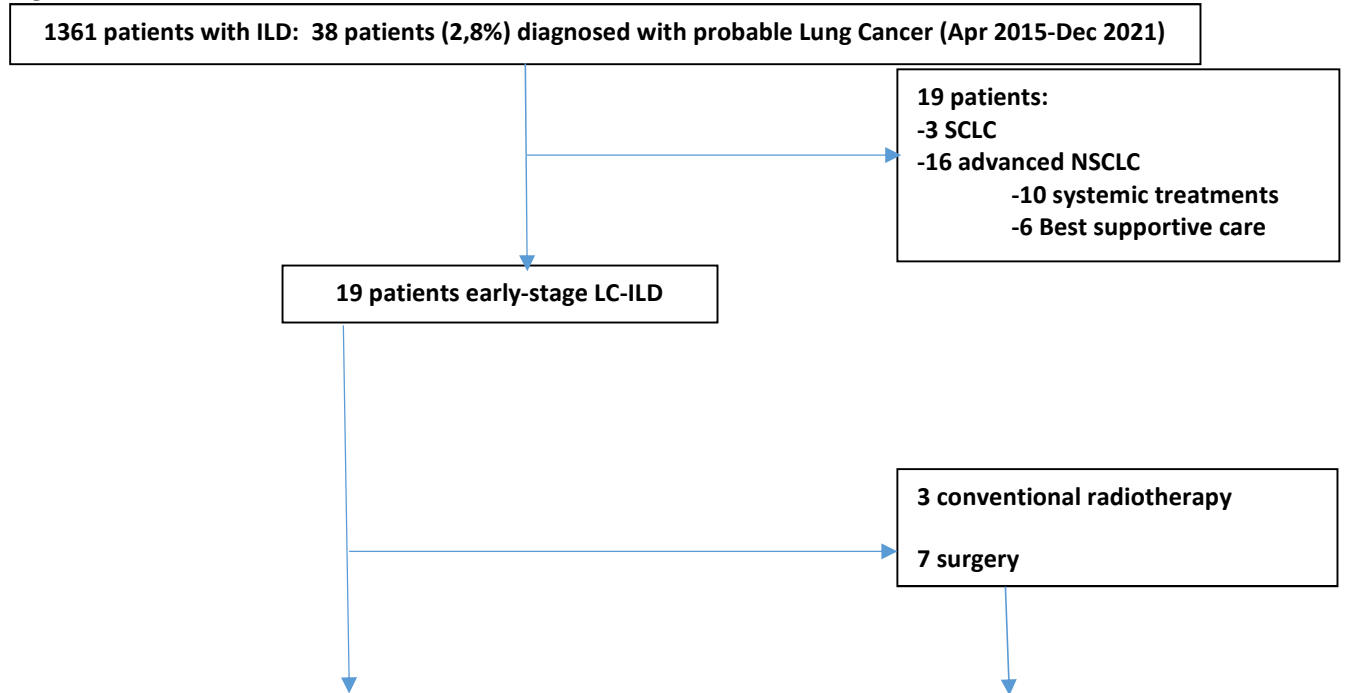 1361 patients with ILD: 38 patients (2,8%) diagnosed with probable Lung Cancer (Apr 2015-Dec 2021)
19 patients:
-3 SCLC
-16 advanced NSCLC
-10 systemic treatments
-6 Best supportive care
19 patients early-stage LC-ILD
3 conventional radiotherapy
7 surgery